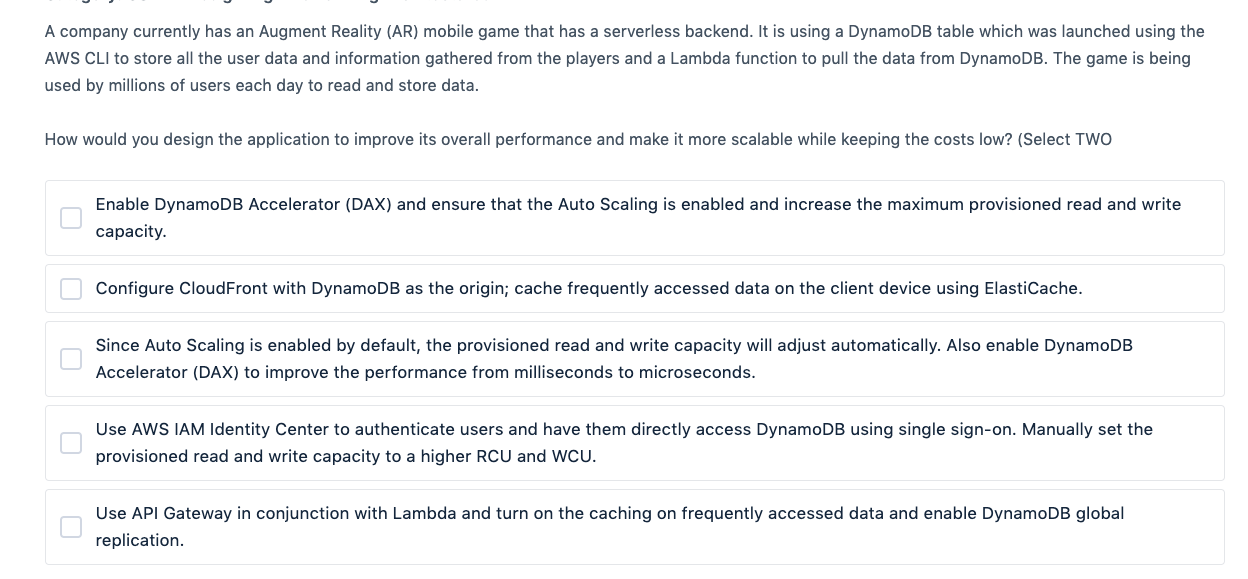 A company currently has an Augment Reality (AR) mobile game that has a serverless backend. It is using a DynamoDB table which was launched using the
AWS CLI to store all the user data and information gathered from the players and a Lambda function to pull the data from DynamoDB. The game is being
used by millions of users each day to read and store data.
How would you design the application to improve its overall performance and make it more scalable while keeping the costs low? (Select TWO
Enable DynamoDB Accelerator (DAX) and ensure that the Auto Scaling is enabled and increase the maximum provisioned read and write
capacity.
Configure CloudFront with DynamoDB as the origin; cache frequently accessed data on the client device using ElastiCache.
Since Auto Scaling is enabled by default, the provisioned read and write capacity will adjust automatically. Also enable DynamoDB
Accelerator (DAX) to improve the performance from milliseconds to microseconds.
Use AWS IAM Identity Center to authenticate users and have them directly access DynamoDB using single sign-on. Manually set the
provisioned read and write capacity to a higher RCU and WCU.
Use API Gateway in conjunction with Lambda and turn on the caching on frequently accessed data and enable DynamoDB global
replication.